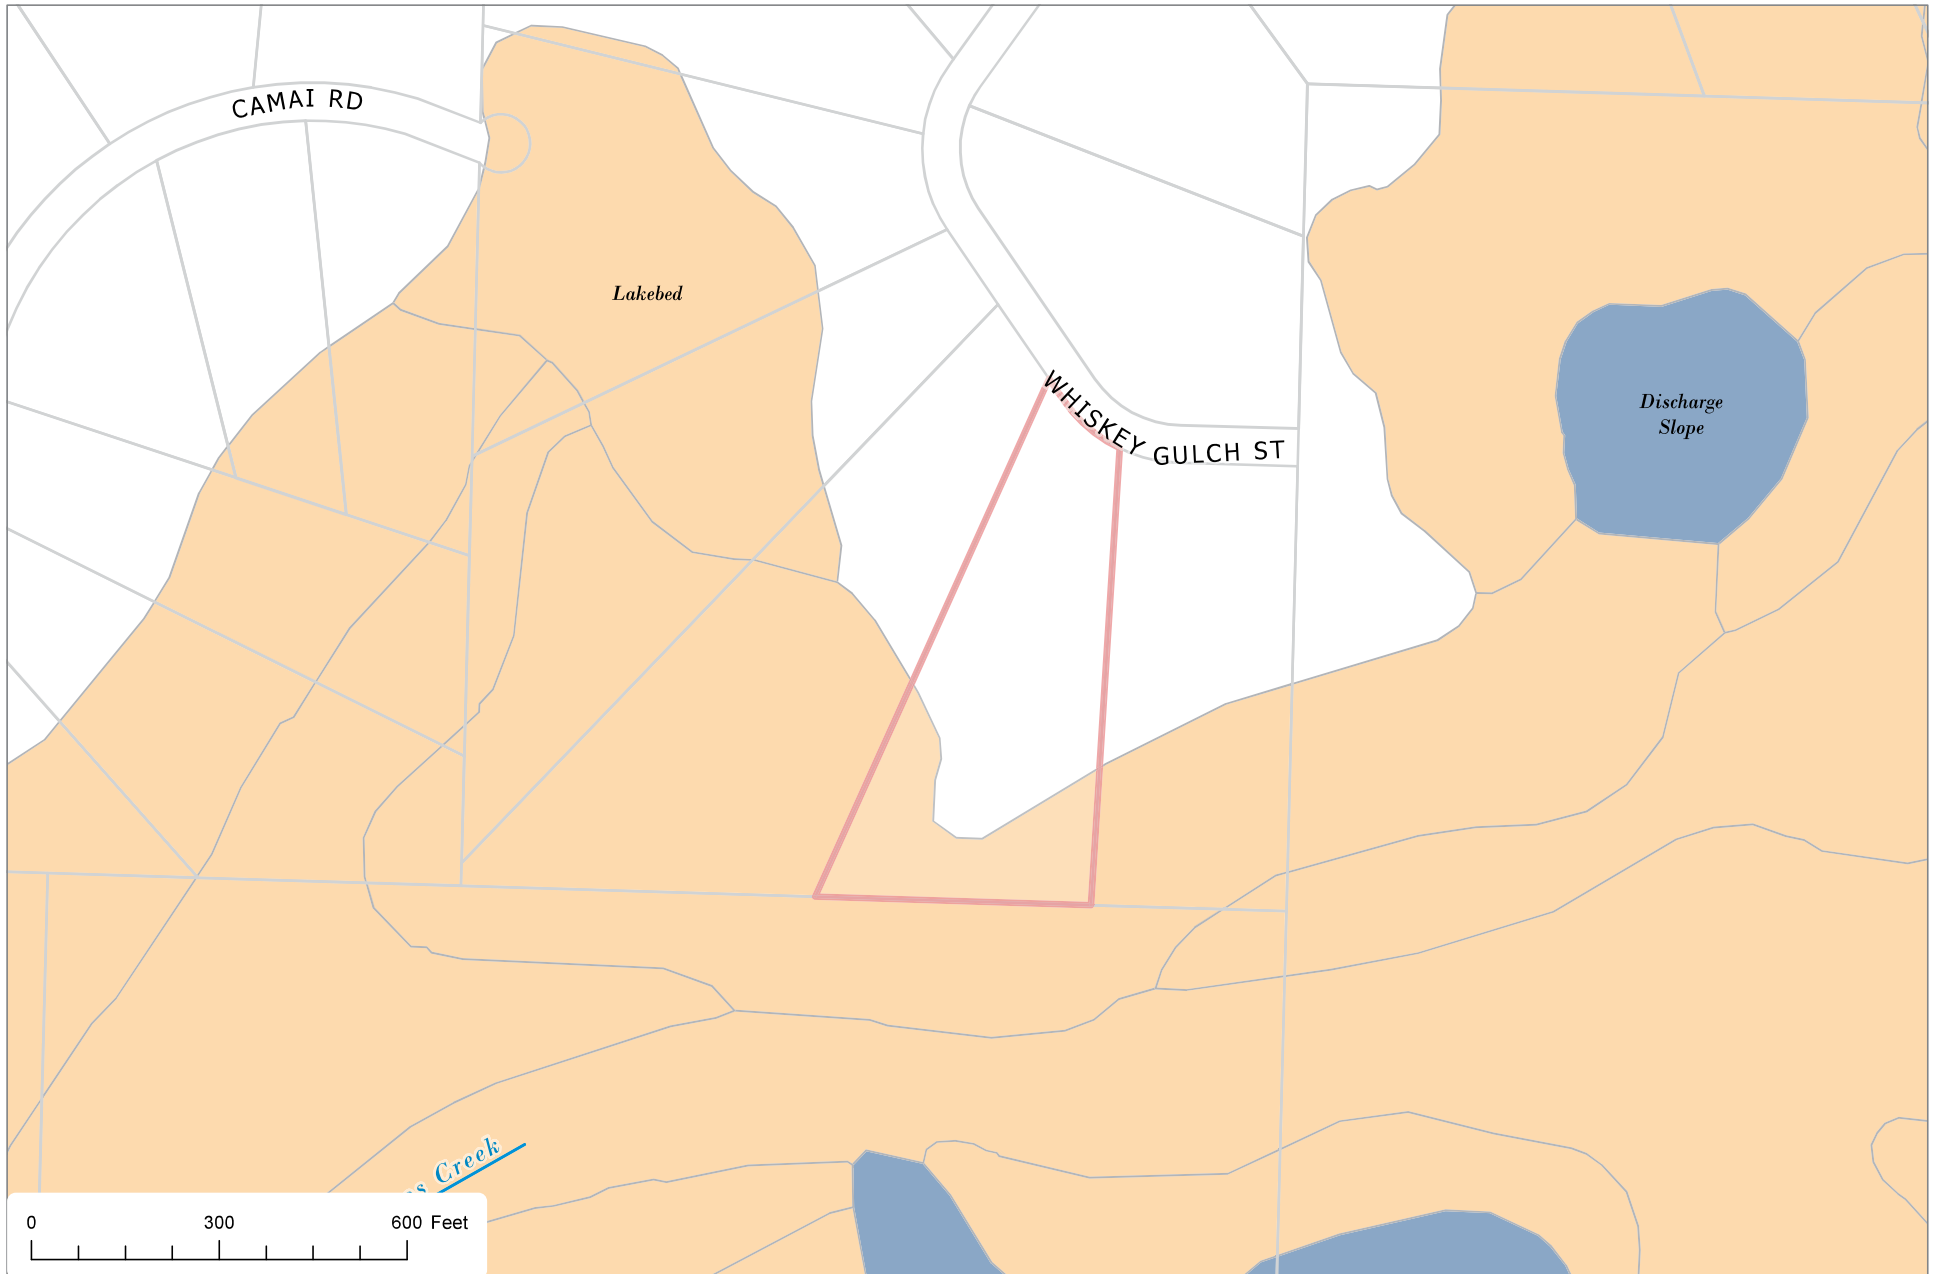 CAMAI RD
Lakebed
WHISKEY GULCH ST
Discharge
Slope
Creek
0 300 600 Feet